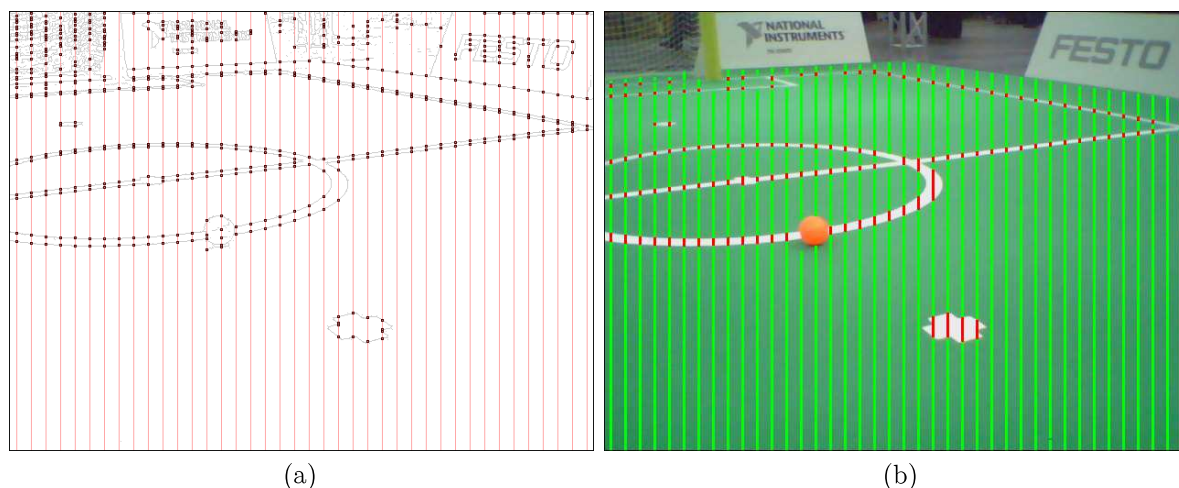 FESTO
NATIONAL
INSTRUMENTS
FESTO
(a)
(b)